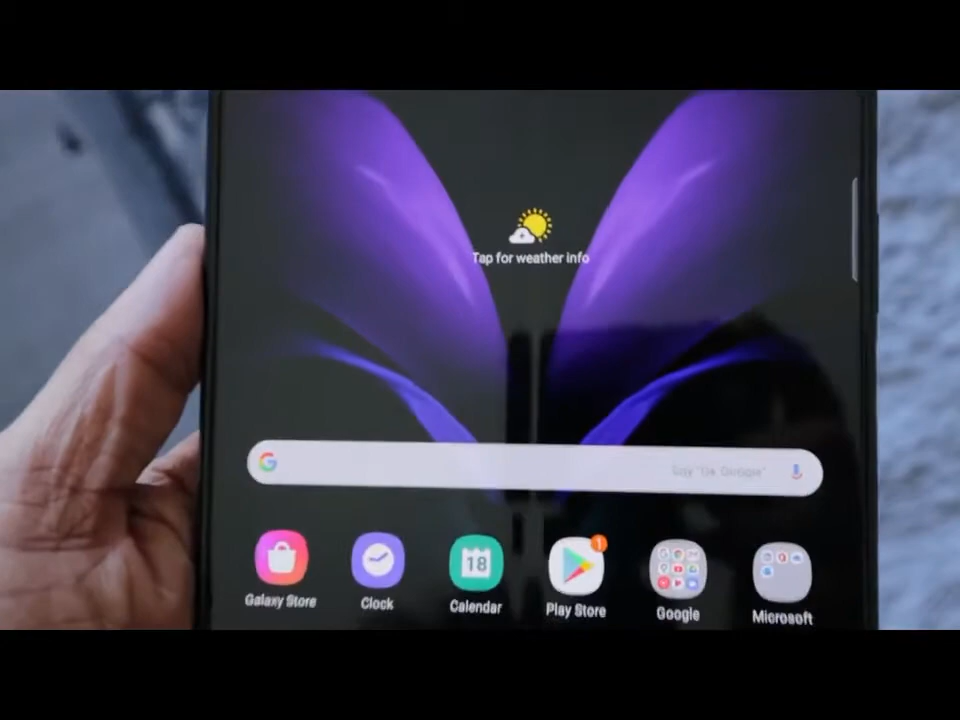 Tap for weather info
G
Say "Ok Google"
18
1
Galaxy Store
Clock
Calendar
Play Store
Google
Microsoft